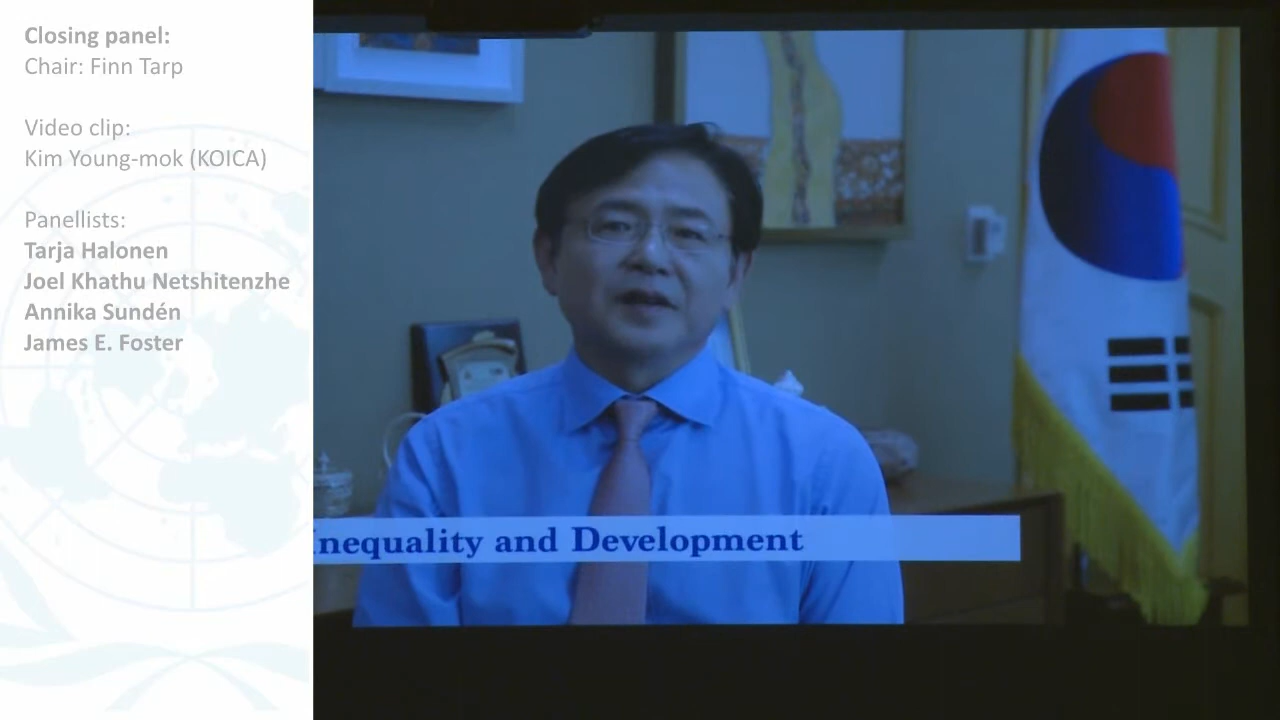 Closing panel:
Chair: Finn Tarp
Video clip:
Kim Young-mok (KOICA)
Panellists:
Tarja Halonen
Joel Khathu Netshitenzhe
Annika Sundén
James E. Foster
Inequality and Development